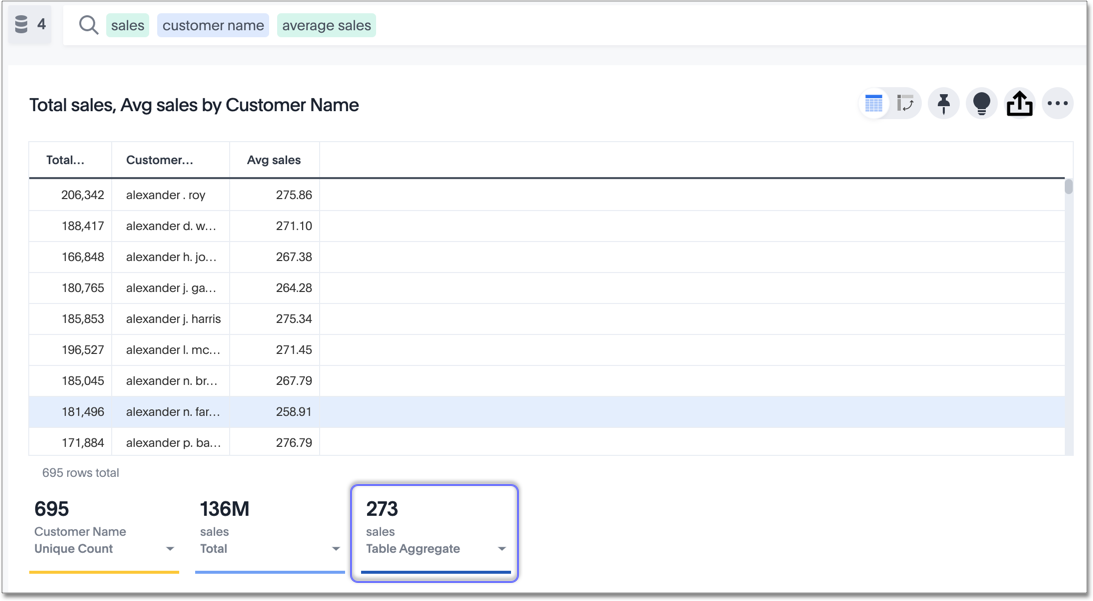 4 sales customer name average sales
Total sales, Avg sales by Customer Name
Total... Customer... Avg sales
206,342 alexander . roy 275.86
188,417 alexander d. w... 271.10
166,848 alexander h. jo... 267.38
180,765 alexander j. ga... 264.28
185,853 alexander j. harris 275.34
196,527 alexander l. mc... 271.45
185,045 alexander n. br... 267.79
181,496 alexander n. far... 258.91
171,884 alexander p. ba... 276.79
695 rows total
695 136M 273
Customer Name sales sales
Unique Count Total Table Aggregate